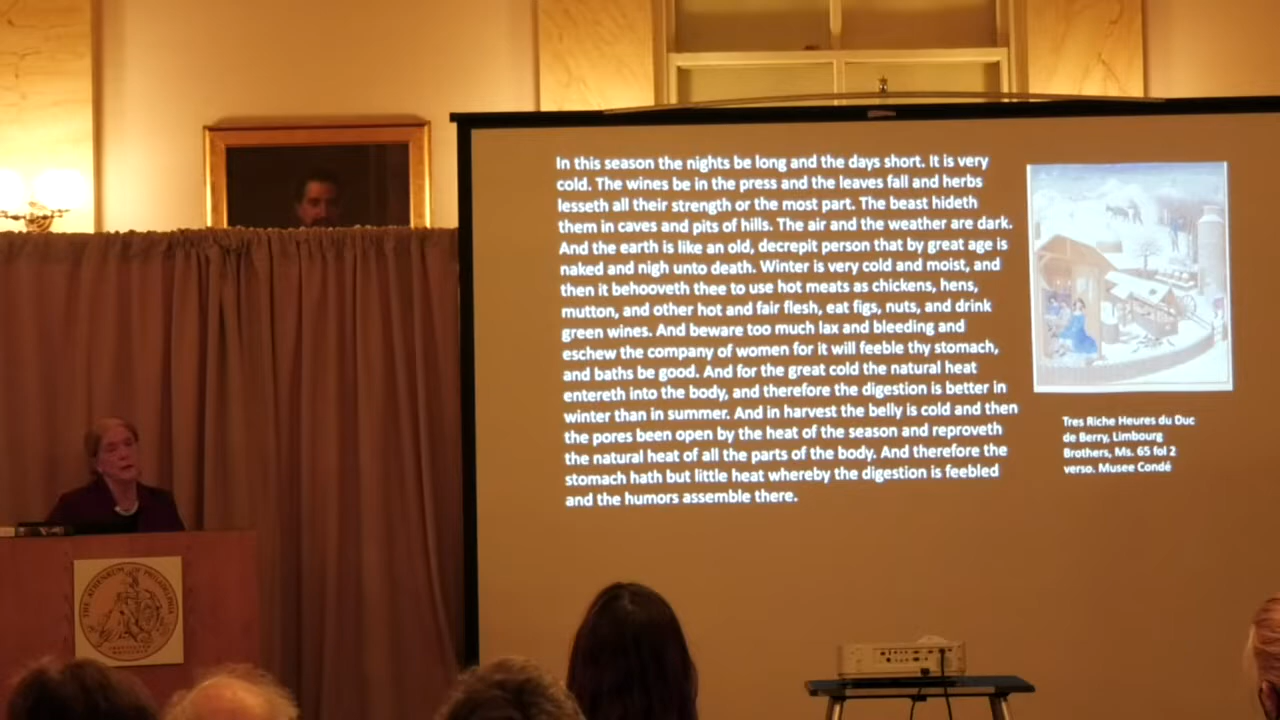 In this season the nights be long and the days short. It is very
cold. The wines be in the press and the leaves fall and herbs
lesseth all their strength or the most part. The beast hideth
them in caves and pits of hills. The air and the weather are dark.
And the earth is like an old, decrepit person that by great age is
naked and nigh unto death. Winter is very cold and moist, and
then it behooveth thee to use hot meats as chickens, hens,
mutton, and other hot and fair flesh, eat figs, nuts, and drink
green wines. And beware too much lax and bleeding and
eschew the company of women for it will feeble thy stomach,
and baths be good. And for the great cold the natural heat
entereth into the body, and therefore the digestion is better in
winter than in summer. And in harvest the belly is cold and then
the pores been open by the heat of the season and reproveth
the natural heat of all the parts of the body. And therefore the
stomach hath but little heat whereby the digestion is feebled
and the humors assemble there.
Tres Riche Heures du Duc
de Berry, Limbourg
Brothers, Ms. 65 fol 2
verso. Musee Condé
THE ATHENÆUM OF PHILADELPHIA